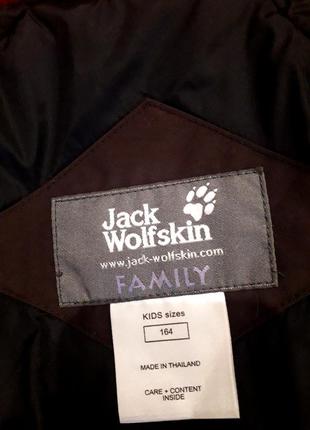 Jack
Wolfskin
www.jack-wolfskin.com
FAMILY
KIDS sizes
164
MADE IN THAILAND
CARE + CONTENT
INSIDE